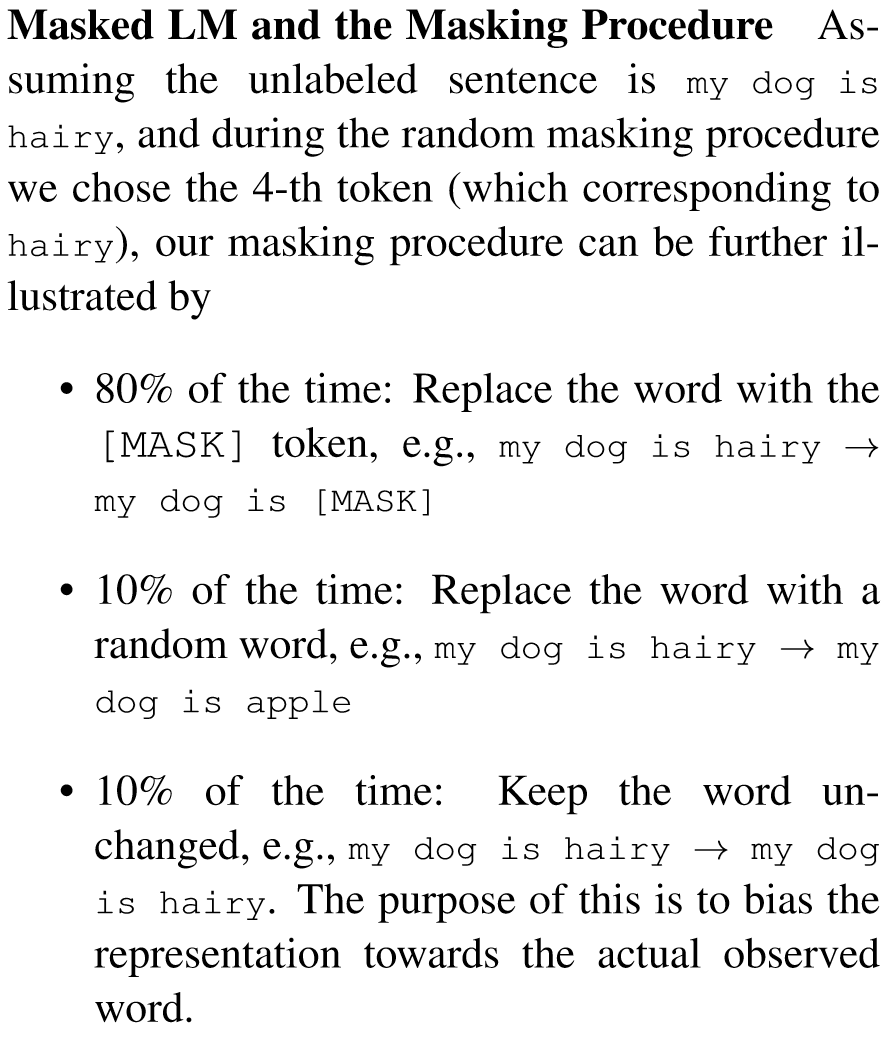 Masked LM and the Masking Procedure As-
suming the unlabeled sentence is my dog is
hairy, and during the random masking procedure
we chose the 4-th token (which corresponding to
hairy), our masking procedure can be further il-
lustrated by
• 80% of the time: Replace the word with the
[MASK] token, e.g., my dog is hairy →
my dog is [MASK]
• 10% of the time: Replace the word with a
random word, e.g., my dog is hairy → my
dog is apple
• 10% of the time: Keep the word un-
changed, e.g., my dog is hairy → my dog
is hairy. The purpose of this is to bias the
representation towards the actual observed
word.